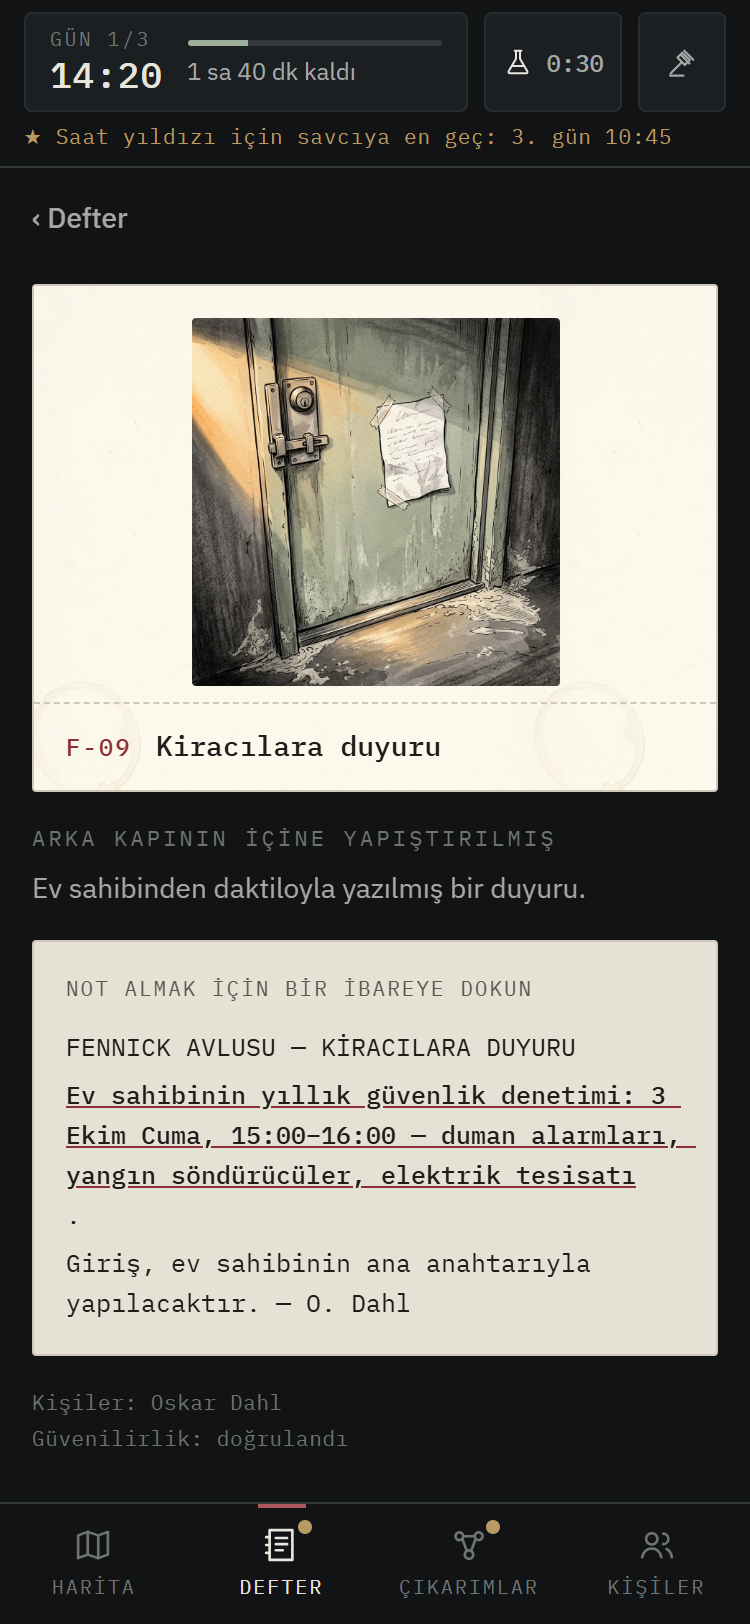 GÜN 1/3
14:20
1 sa 40 dk kaldı
0:30
★ Saat yıldızı için savcıya en geç: 3. gün 10:45
‹ Defter
F-09 Kiracılara duyuru
ARKA KAPININ İÇİNE YAPIŞTIRILMIŞ
Ev sahibinden daktiloyla yazılmış bir duyuru.
NOT ALMAK İÇİN BİR İBAREYE DOKUN
FENNICK AVLUSU — KİRACILARA DUYURU
Ev sahibinin yıllık güvenlik denetimi: 3
Ekim Cuma, 15:00–16:00 — duman alarmları,
yangın söndürücüler, elektrik tesisatı
.
Giriş, ev sahibinin ana anahtarıyla
yapılacaktır. — O. Dahl
Kişiler: Oskar Dahl
Güvenilirlik: doğrulandı
HARİTA
DEFTER
ÇIKARIMLAR
KİŞİLER